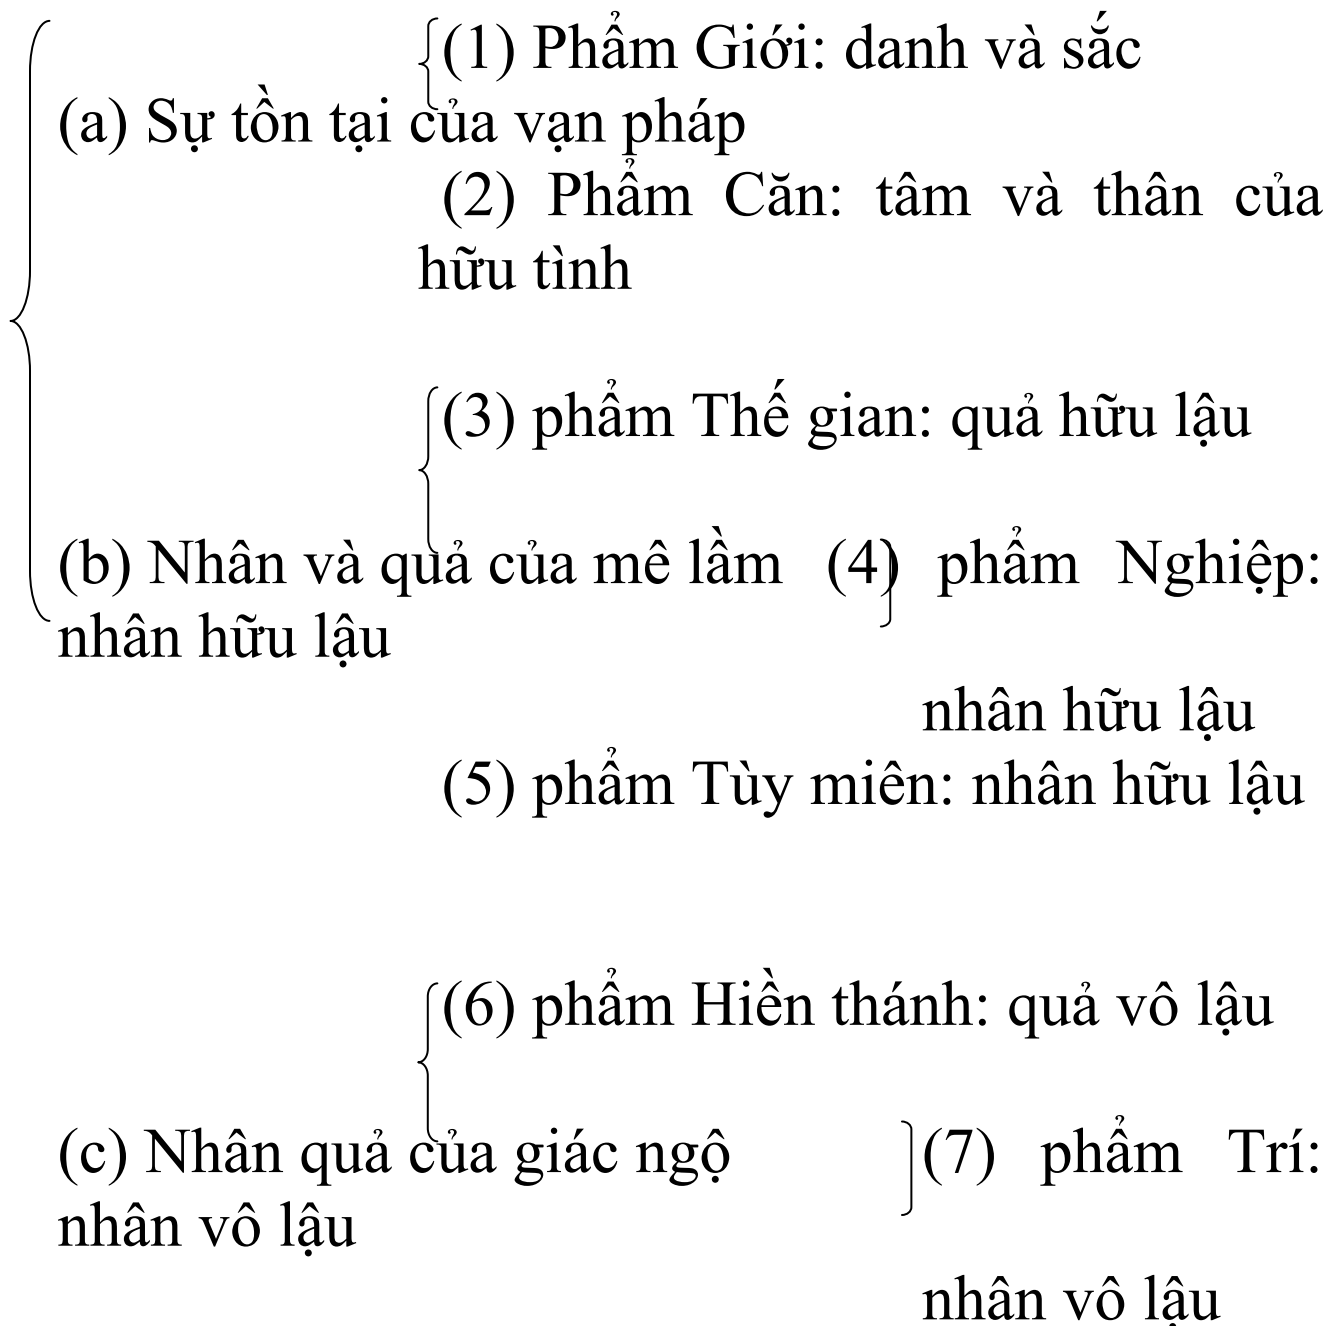 (1) Phẩm Giới: danh và sắc
(a) Sự tồn tại của vạn pháp
(2) Phẩm Căn: tâm và thân của
hữu tình
(3) phẩm Thế gian: quả hữu lậu
(b) Nhân và quả của mê lầm (4) phẩm Nghiệp:
nhân hữu lậu
nhân hữu lậu
(5) phẩm Tùy miên: nhân hữu lậu
(6) phẩm Hiền thánh: quả vô lậu
(c) Nhân quả của giác ngộ (7) phẩm Trí:
nhân vô lậu
nhân vô lậu